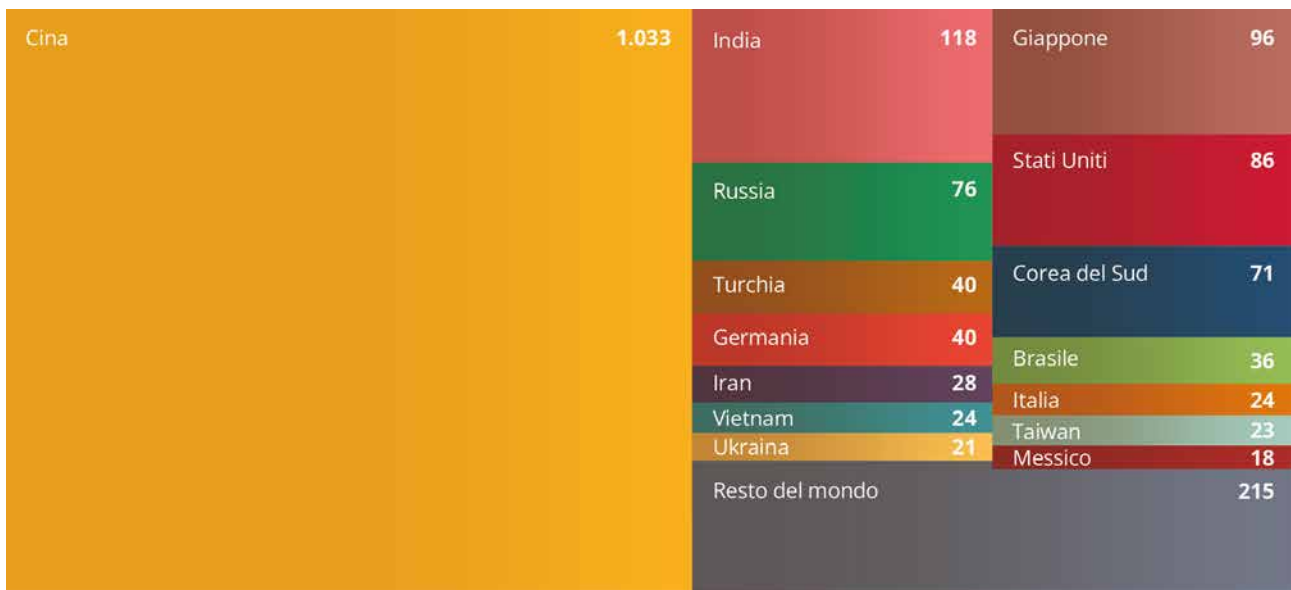 Cina 1.033
India 118
Giappone 96
Stati Uniti 86
Russia 76
Corea del Sud 71
Turchia 40
Germania 40
Brasile 36
Iran 28
Italia 24
Vietnam 24
Taiwan 23
Ukraina 21
Messico 18
Resto del mondo 215